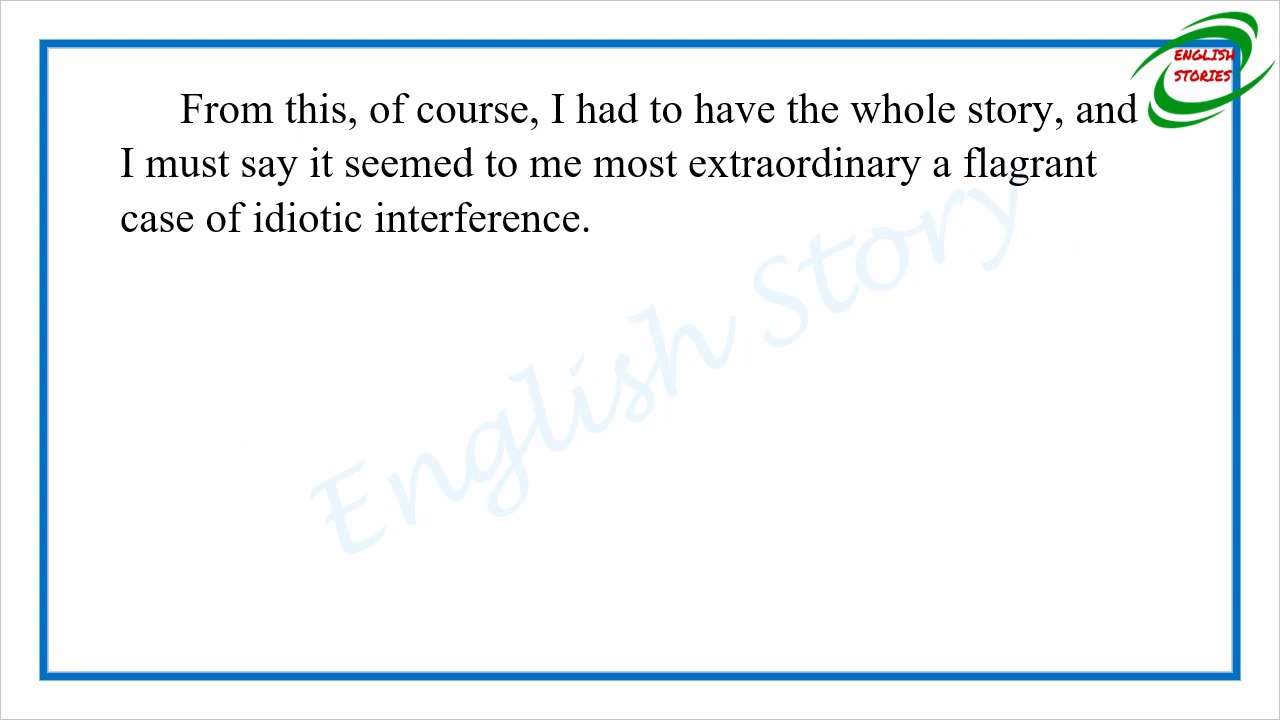 ENGLISH
STORIES
From this, of course, I had to have the whole story, and
I must say it seemed to me most extraordinary a flagrant
case of idiotic interference.
English Story